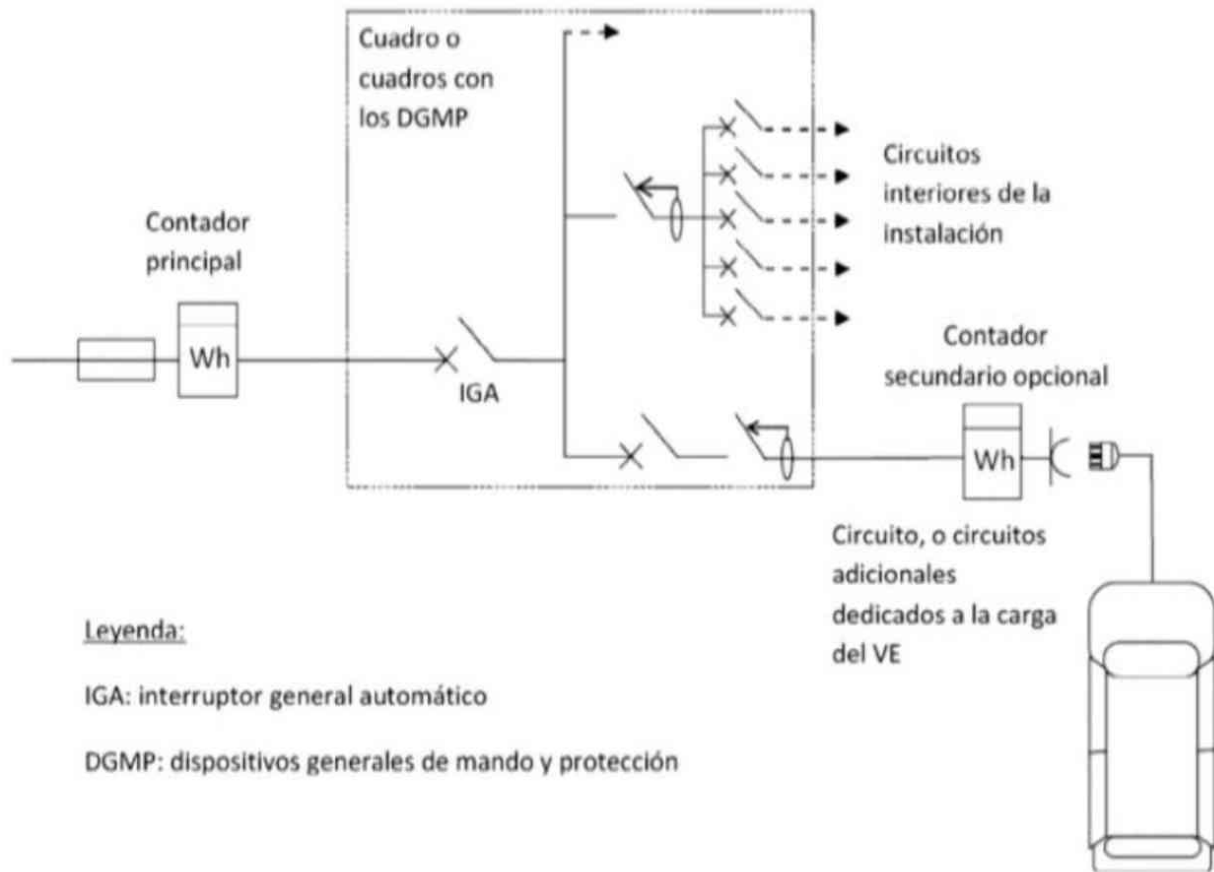 Cuadro o
cuadros con
los DGMP
Circuitos
interiores de la
instalación
Contador
principal
Wh
IGA
Contador
secundario opcional
Wh
Circuito, o circuitos
adicionales
dedicados a la carga
del VE
Leyenda:
IGA: interruptor general automático
DGMP: dispositivos generales de mando y protección